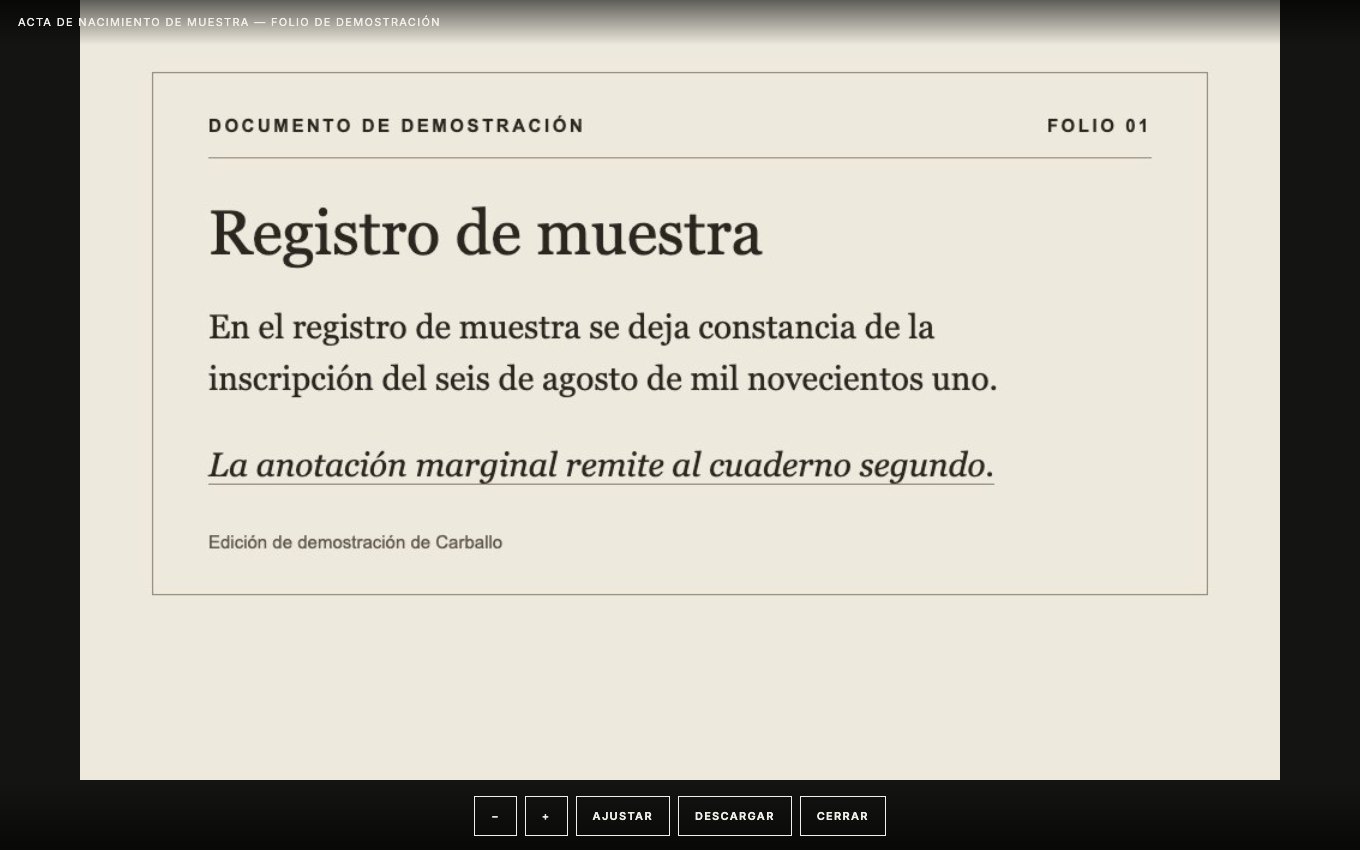 ACTA DE NACIMIENTO DE MUESTRA — FOLIO DE DEMOSTRACIÓN
DOCUMENTO DE DEMOSTRACIÓN FOLIO 01
Registro de muestra
En el registro de muestra se deja constancia de la
inscripción del seis de agosto de mil novecientos uno.
La anotación marginal remite al cuaderno segundo.
Edición de demostración de Carballo
− + AJUSTAR DESCARGAR CERRAR